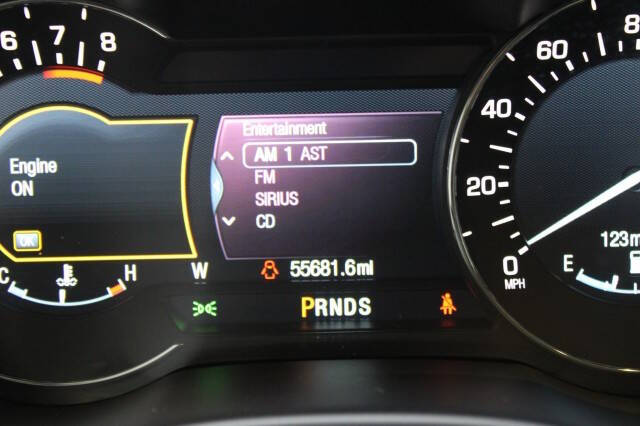 6 7 8
Engine
ON
OK
C H
W
Entertainment
AM 1 AST
FM
SIRIUS
CD
55681.6mi
PRNDS
0 20 40 60 80
MPH
123m
E